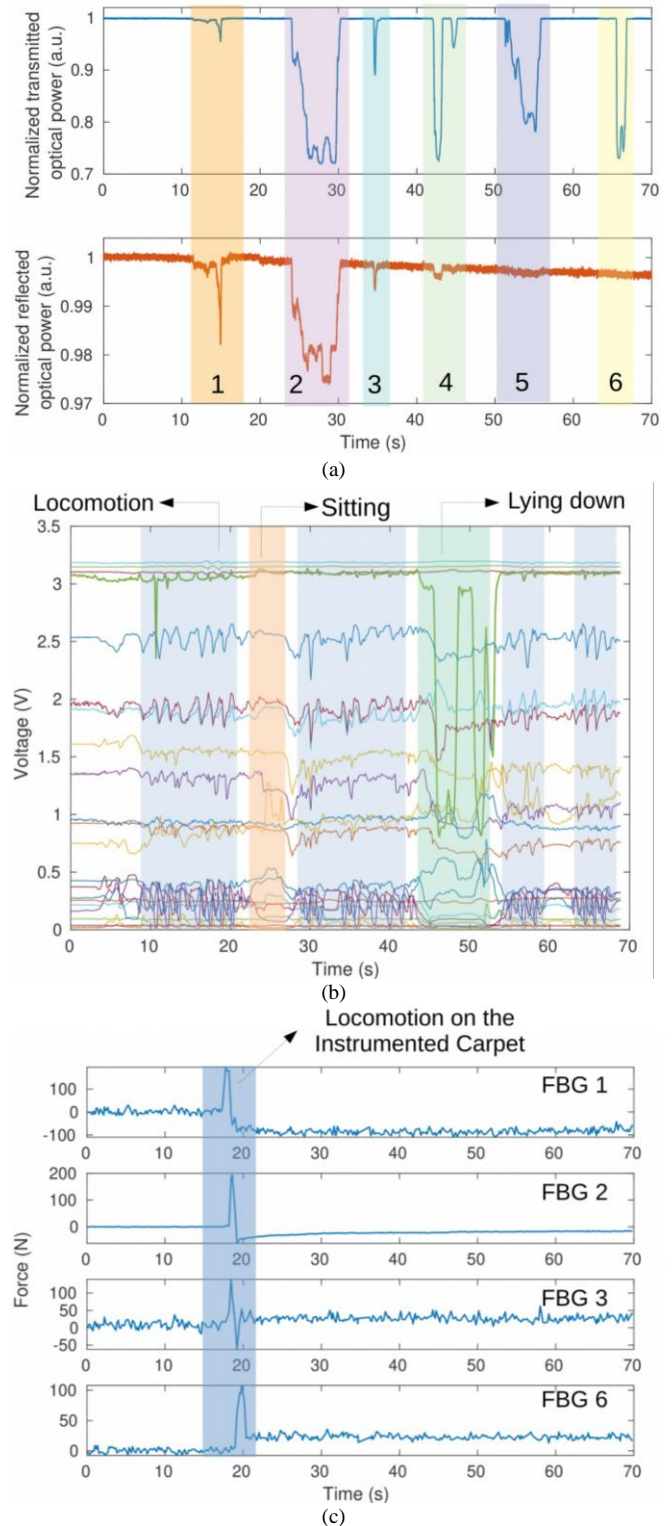 Normalized transmitted
optical power (a.u.)
1
0.9
0.8
0.7
0 10 20 30 40 50 60 70
Normalized reflected
optical power (a.u.)
1
0.99
0.98
0.97
1 2 3 4 5 6
0 10 20 30 40 50 60 70
Time (s)
(a)
Locomotion Sitting Lying down
Voltage (V)
3.5
3
2.5
2
1.5
1
0.5
0
0 10 20 30 40 50 60 70
Time (s)
(b)
Locomotion on the
Instrumented Carpet
Force (N)
FBG 1
100
0
-100
0 10 20 30 40 50 60 70
FBG 2
200
100
0
0 10 20 30 40 50 60 70
FBG 3
100
50
0
-50
0 10 20 30 40 50 60 70
FBG 6
100
50
0
0 10 20 30 40 50 60 70
Time (s)
(c)